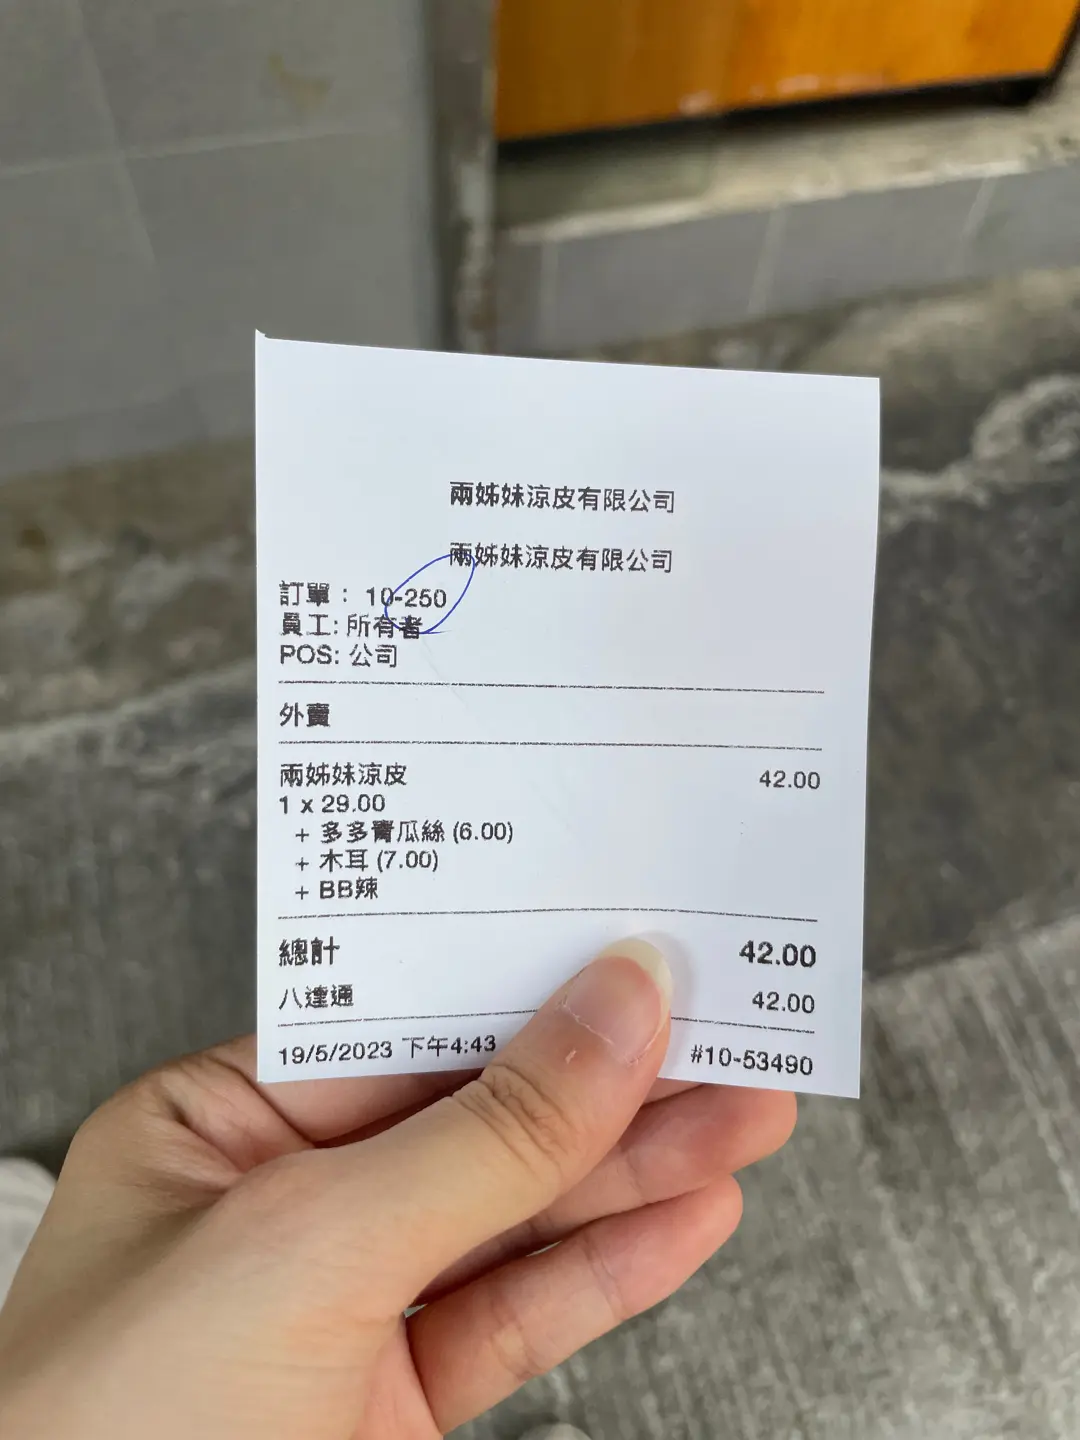 兩姊妹涼皮有限公司
兩姊妹涼皮有限公司
訂單： 10-250
員工: 所有者
POS: 公司
外賣
兩姊妹涼皮 42.00
1 x 29.00
+ 多多青瓜絲 (6.00)
+ 木耳 (7.00)
+ BB辣
總計 42.00
八達通 42.00
19/5/2023 下午4:43 #10-53490